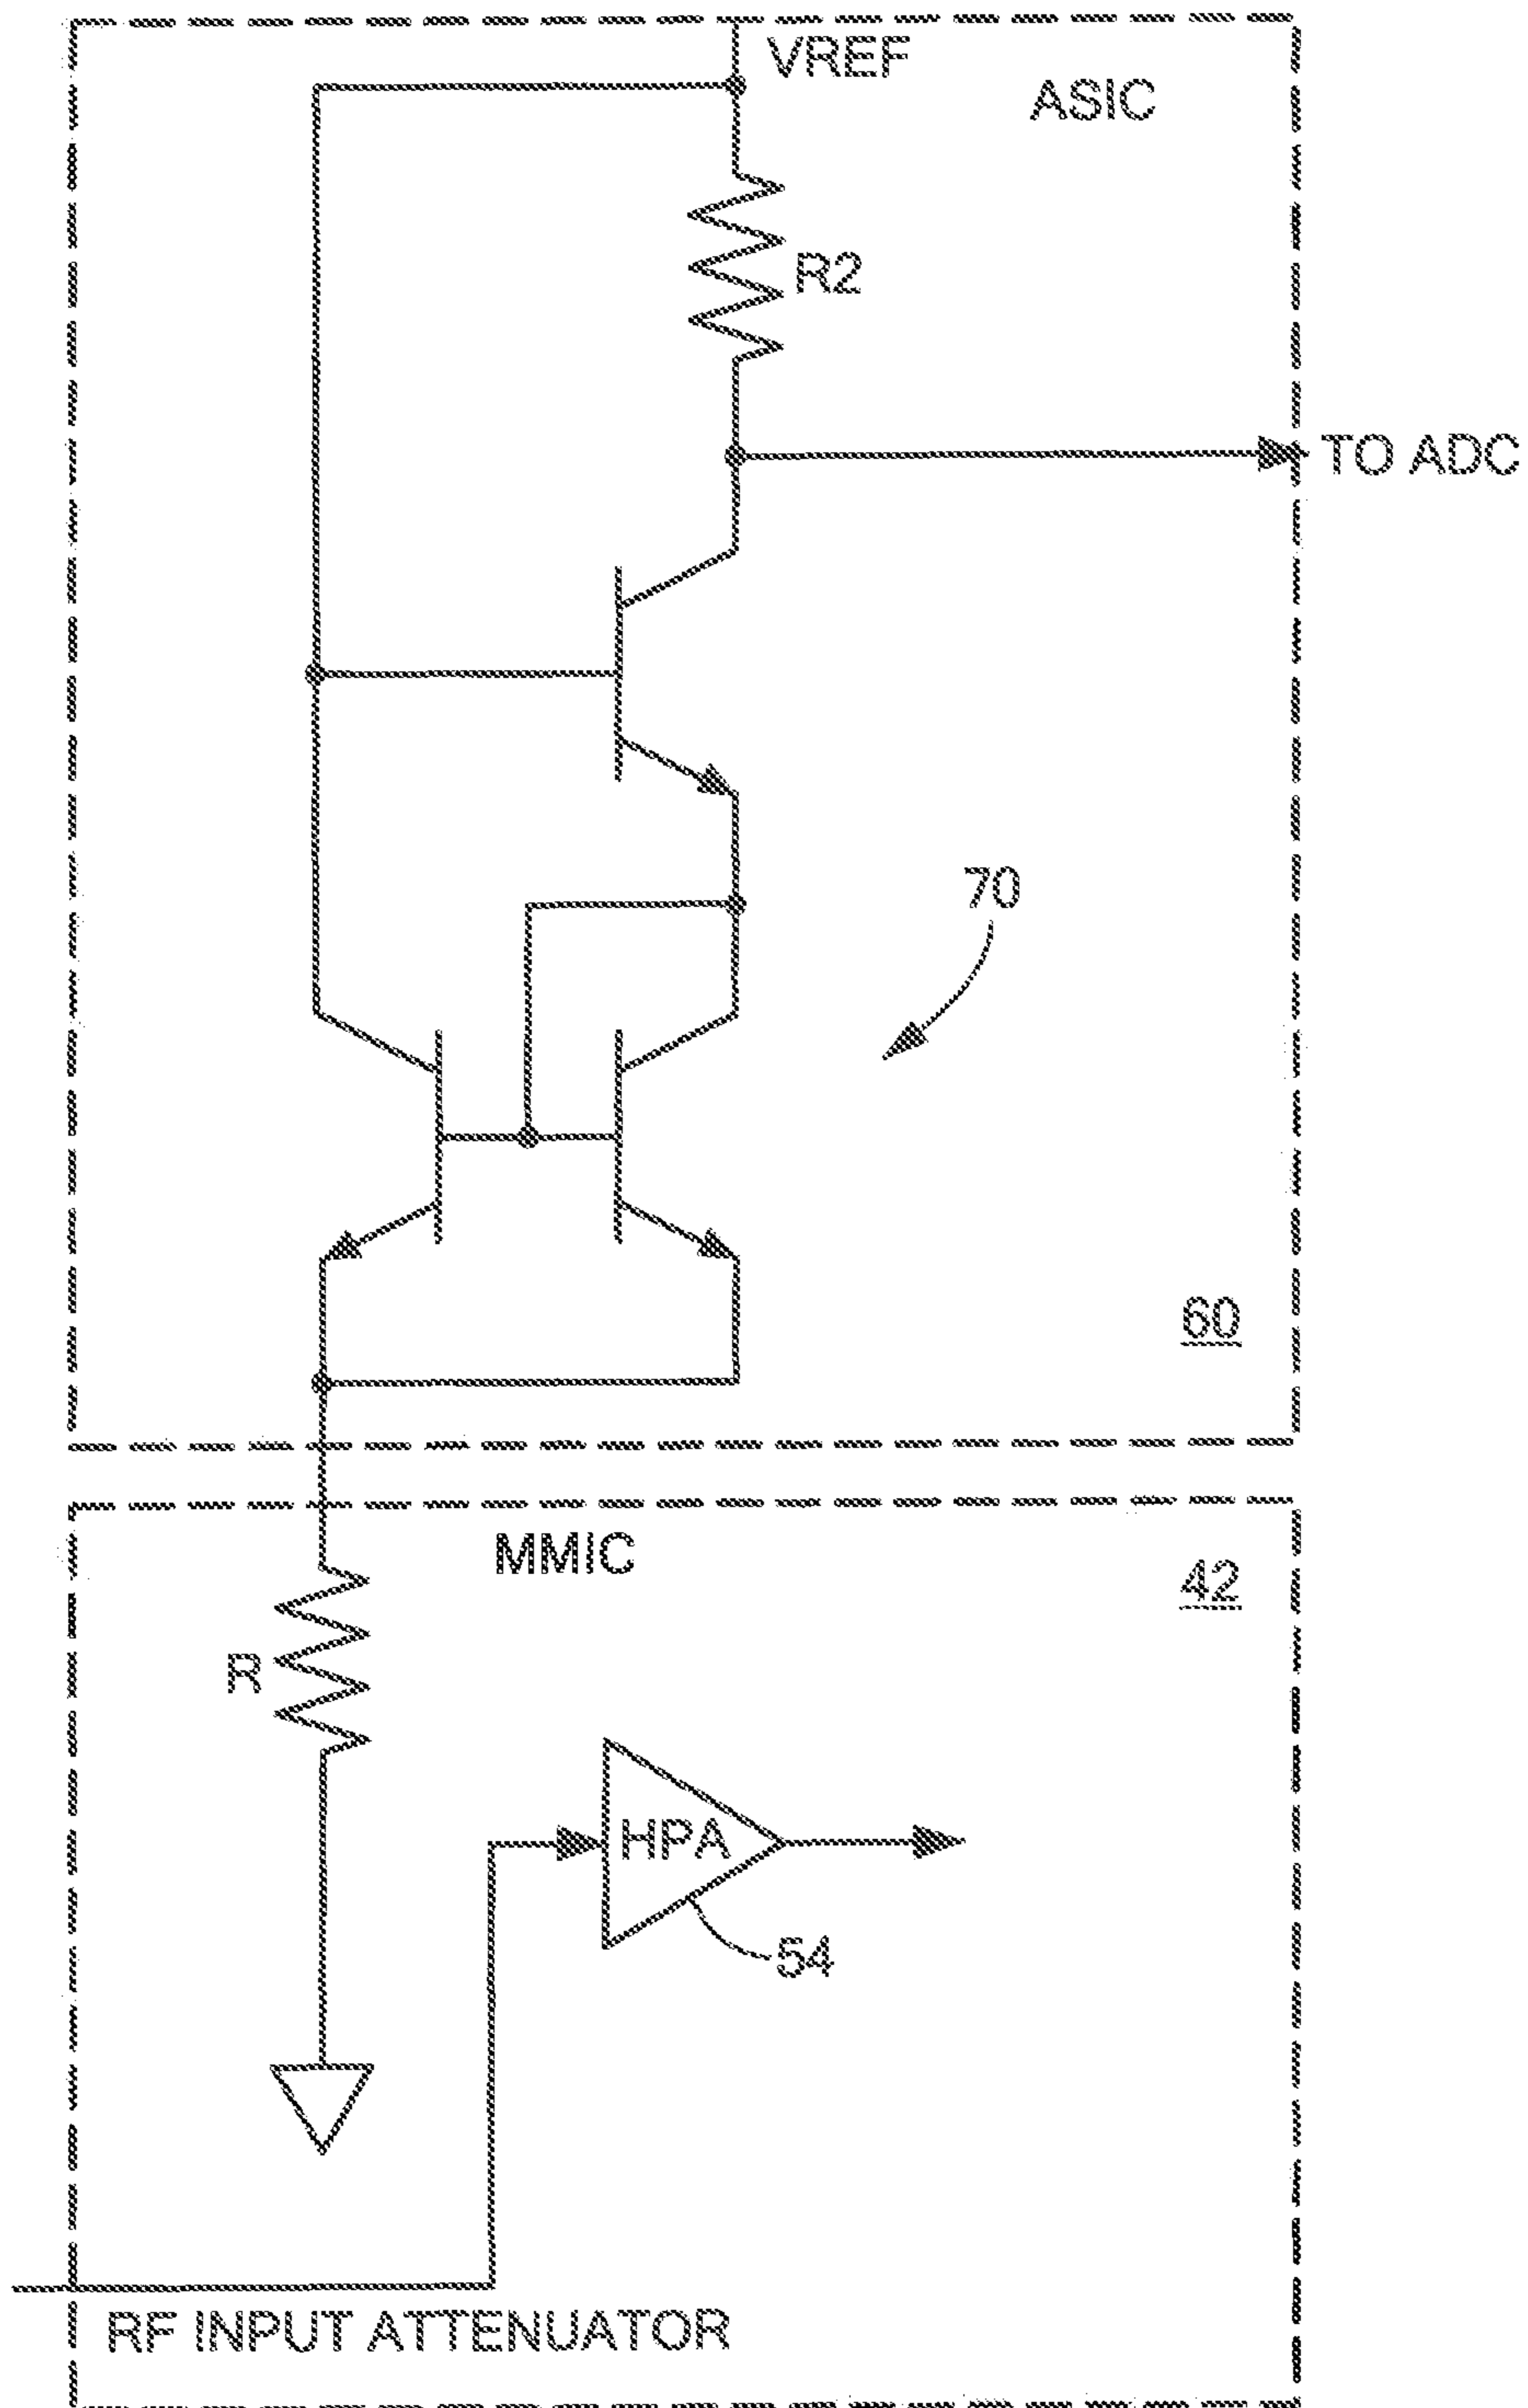 VREF
ASIC
R2
TO ADC
70
60
MMIC
42
R
HPA
54
RF INPUT ATTENUATOR